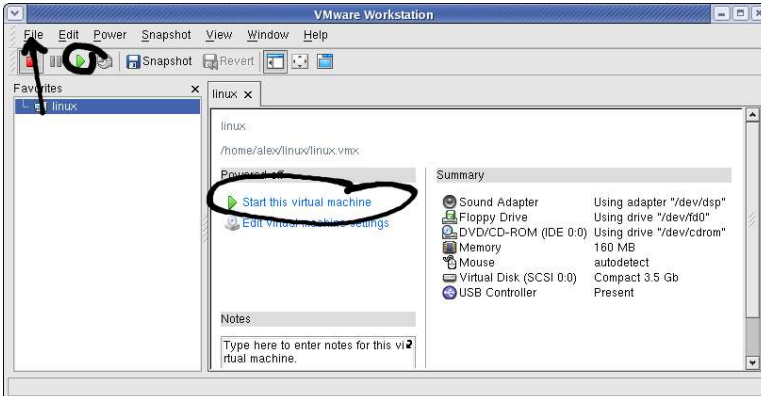 VMware Workstation
File Edit Power Snapshot View Window Help
Snapshot Revert
Favorites
linux
linux
linux
/home/alex/linux/linux.vmx
Powered off
Start this virtual machine
Edit virtual machine settings
Summary
Sound Adapter Using adapter "/dev/dsp"
Floppy Drive Using drive "/dev/fd0"
DVD/CD-ROM (IDE 0:0) Using drive "/dev/cdrom"
Memory 160 MB
Mouse autodetect
Virtual Disk (SCSI 0:0) Compact 3.5 Gb
USB Controller Present
Notes
Type here to enter notes for this vi
rtual machine.